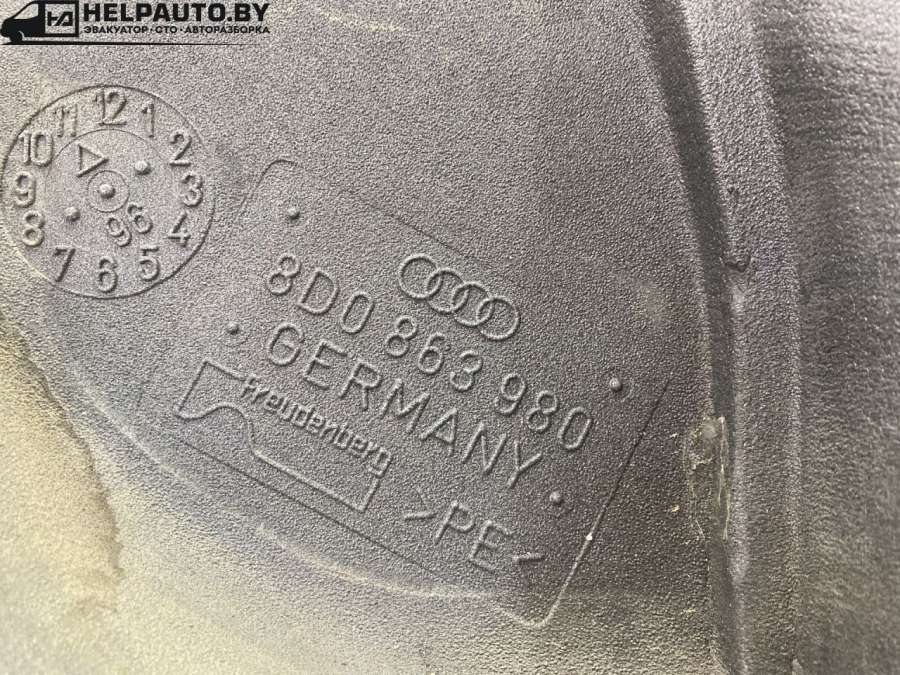 HELPAUTO.BY
ЭВАКУАТОР · СТО · АВТОРАЗБОРКА
12
11 1
10 2
9 3
8 4
7 5
6
96
8D0 863 980
GERMANY
Freudenberg
>PE<